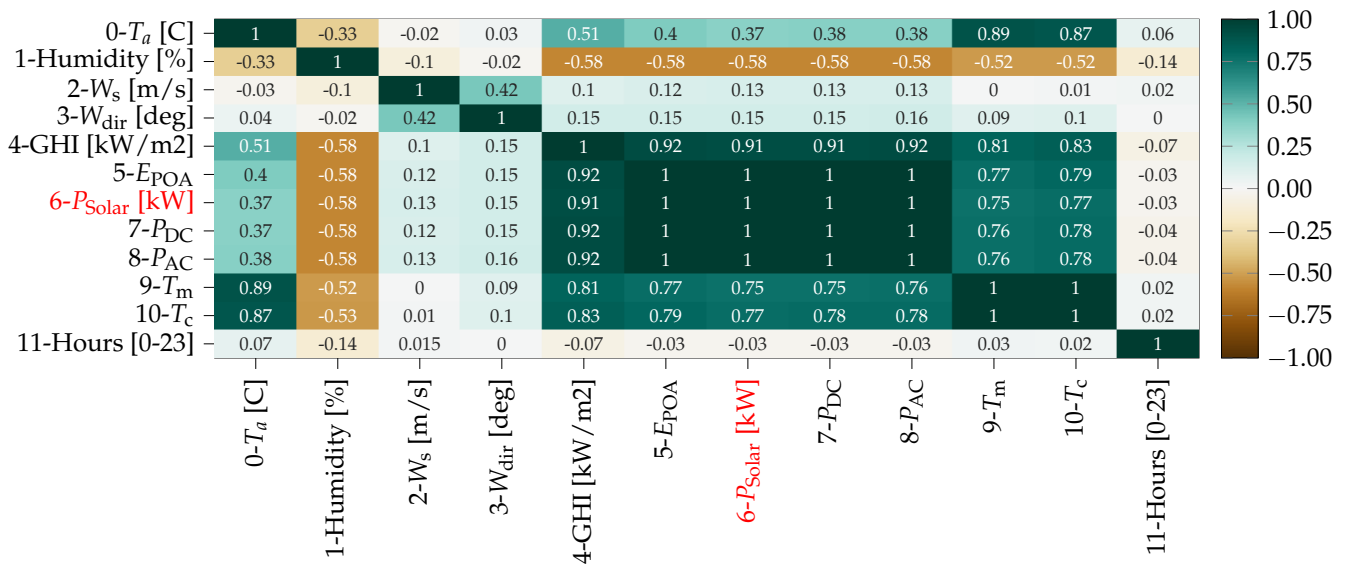 0-Ta [C] 1 -0.33 -0.02 0.03 0.51 0.4 0.37 0.38 0.38 0.89 0.87 0.06
1-Humidity [%] -0.33 1 -0.1 -0.02 -0.58 -0.58 -0.58 -0.58 -0.58 -0.52 -0.52 -0.14
2-Ws [m/s] -0.03 -0.1 1 0.42 0.1 0.12 0.13 0.13 0.13 0 0.01 0.02
3-Wdir [deg] 0.04 -0.02 0.42 1 0.15 0.15 0.15 0.15 0.16 0.09 0.1 0
4-GHI [kW/m2] 0.51 -0.58 0.1 0.15 1 0.92 0.91 0.91 0.92 0.81 0.83 -0.07
5-EPOA 0.4 -0.58 0.12 0.15 0.92 1 1 1 1 0.77 0.79 -0.03
6-PSolar [kW] 0.37 -0.58 0.13 0.15 0.91 1 1 1 1 0.75 0.77 -0.03
7-PDC 0.37 -0.58 0.12 0.15 0.92 1 1 1 1 0.76 0.78 -0.04
8-PAC 0.38 -0.58 0.13 0.16 0.92 1 1 1 1 0.76 0.78 -0.04
9-Tm 0.89 -0.52 0 0.09 0.81 0.77 0.75 0.75 0.76 1 1 0.02
10-Tc 0.87 -0.53 0.01 0.1 0.83 0.79 0.77 0.78 0.78 1 1 0.02
11-Hours [0-23] 0.07 -0.14 0.015 0 -0.07 -0.03 -0.03 -0.03 -0.03 0.03 0.02 1
0-Ta [C]
1-Humidity [%]
2-Ws [m/s]
3-Wdir [deg]
4-GHI [kW/m2]
5-EPOA
6-PSolar [kW]
7-PDC
8-PAC
9-Tm
10-Tc
11-Hours [0-23]
1.00
0.75
0.50
0.25
0.00
−0.25
−0.50
−0.75
−1.00